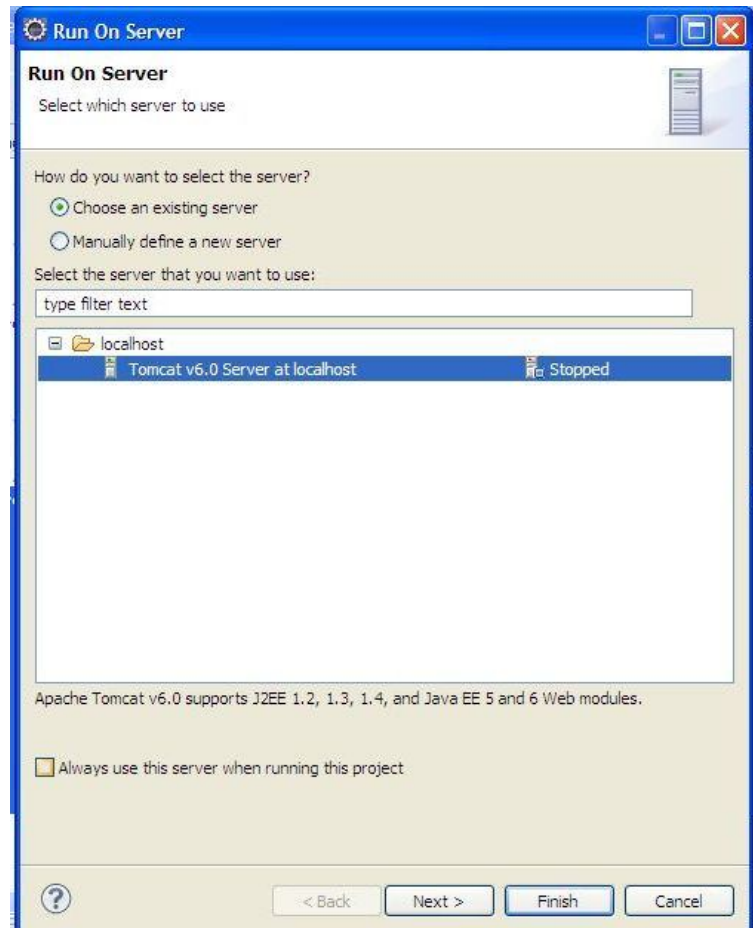 Run On Server
Run On Server
Select which server to use
How do you want to select the server?
Choose an existing server
Manually define a new server
Select the server that you want to use:
type filter text
localhost
Tomcat v6.0 Server at localhost Stopped
Apache Tomcat v6.0 supports J2EE 1.2, 1.3, 1.4, and Java EE 5 and 6 Web modules.
Always use this server when running this project
? < Back Next > Finish Cancel